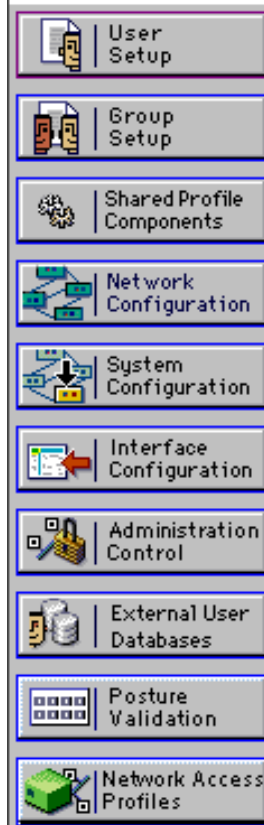 User
Setup
Group
Setup
Shared Profile
Components
Network
Configuration
System
Configuration
Interface
Configuration
Administration
Control
External User
Databases
Posture
Validation
Network Access
Profiles